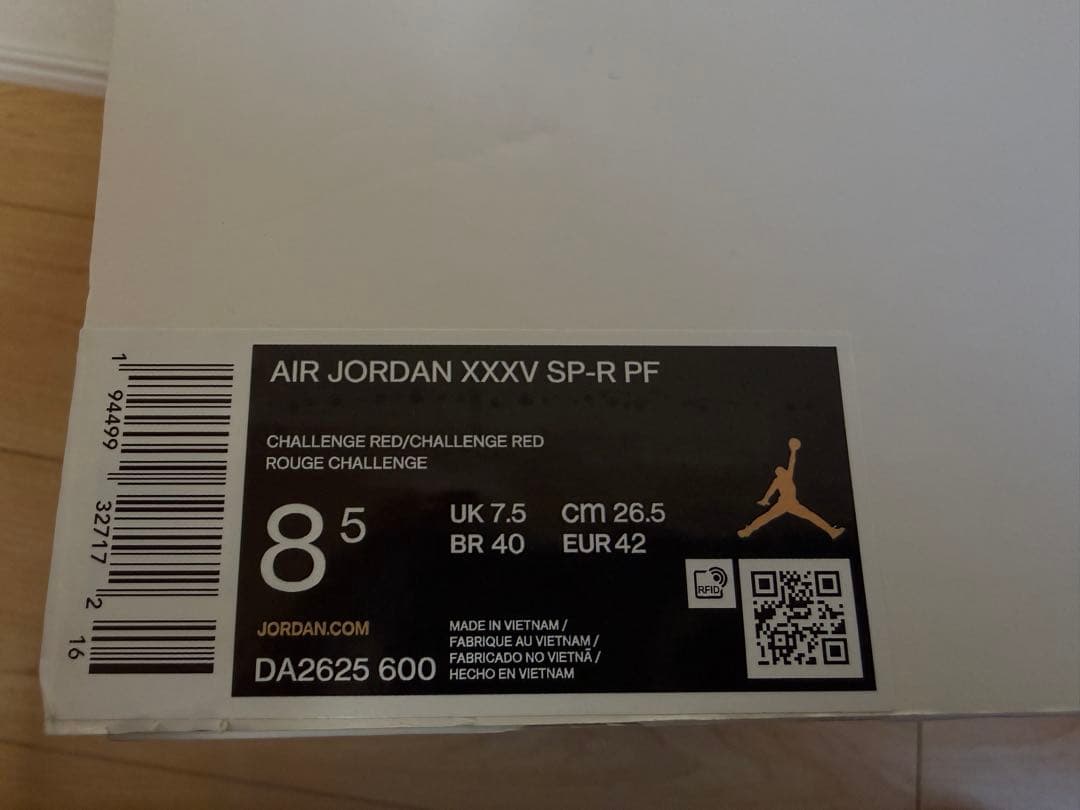 AIR JORDAN XXXV SP-R PF
CHALLENGE RED/CHALLENGE RED
ROUGE CHALLENGE
8 5
UK 7.5 cm 26.5
BR 40 EUR 42
RFID
JORDAN.COM
DA2625 600
MADE IN VIETNAM /
FABRIQUE AU VIETNAM /
FABRICADO NO VIETNÃ /
HECHO EN VIETNAM
1 94499 32717 2 16